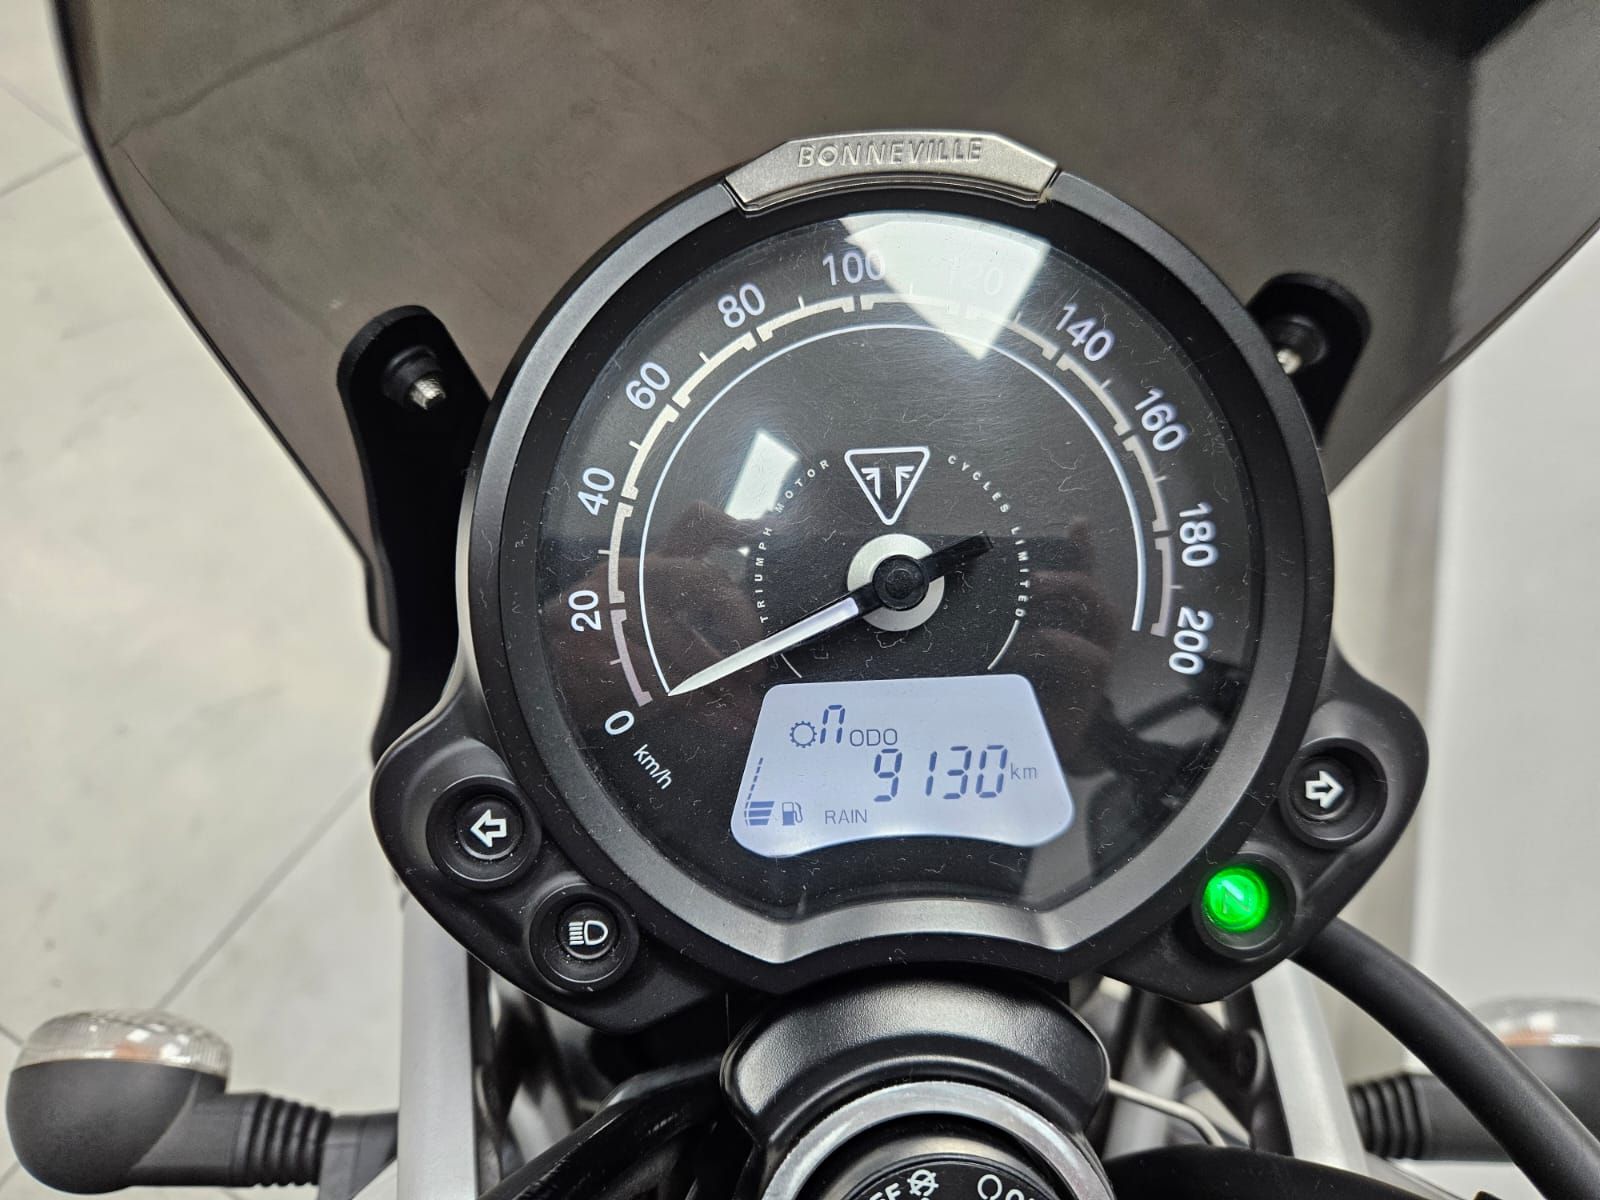 BONNEVILLE
0
20
40
60
80
100
120
140
160
180
200
km/h
TRIUMPH MOTOR CYCLES LIMITED
n ODO
9130 km
RAIN
N